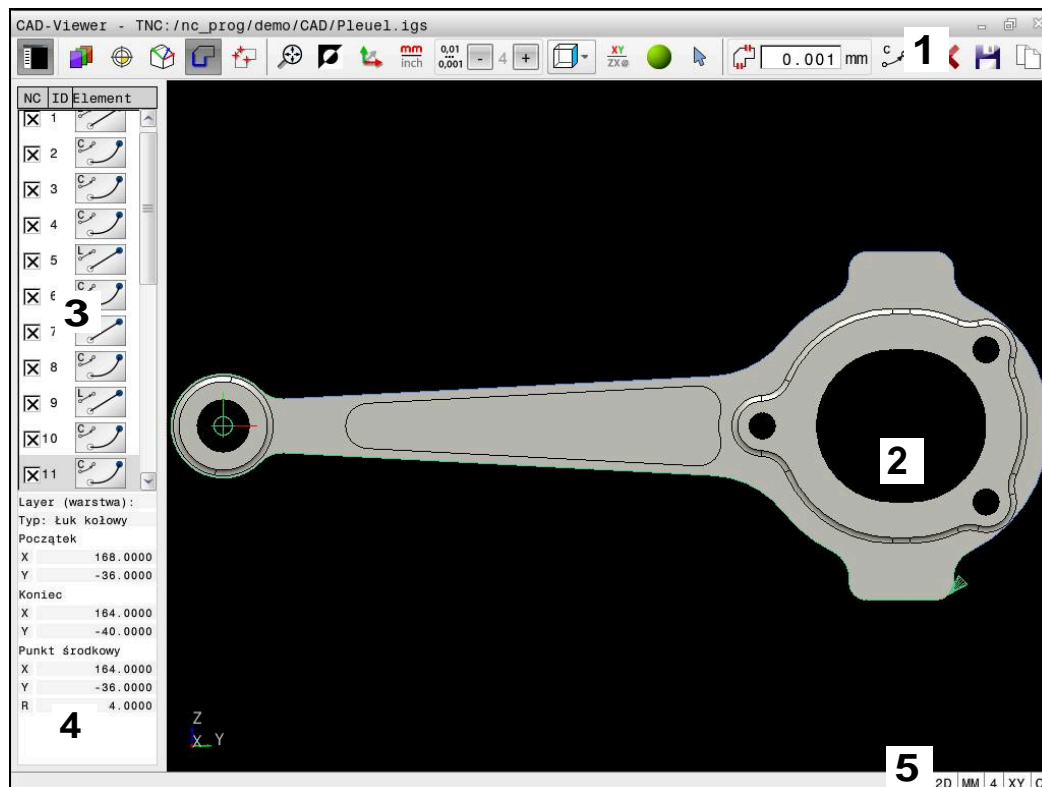 CAD-Viewer - TNC:/nc_prog/demo/CAD/Pleuel.igs
mm
inch
0,01
...
0,001
- 4 +
XY
ZX
0.001 mm
C
1
NC ID Element
1
2 C
3 C
4 C
5 L
6 C
3
7
8 C
9 L
10 C
11 C
Layer (warstwa):
Typ: Łuk kołowy
Początek
X 168.0000
Y -36.0000
Koniec
X 164.0000
Y -40.0000
Punkt środkowy
X 164.0000
Y -36.0000
R 4.0000
4
2
Z
X Y
5
2D MM 4 XY